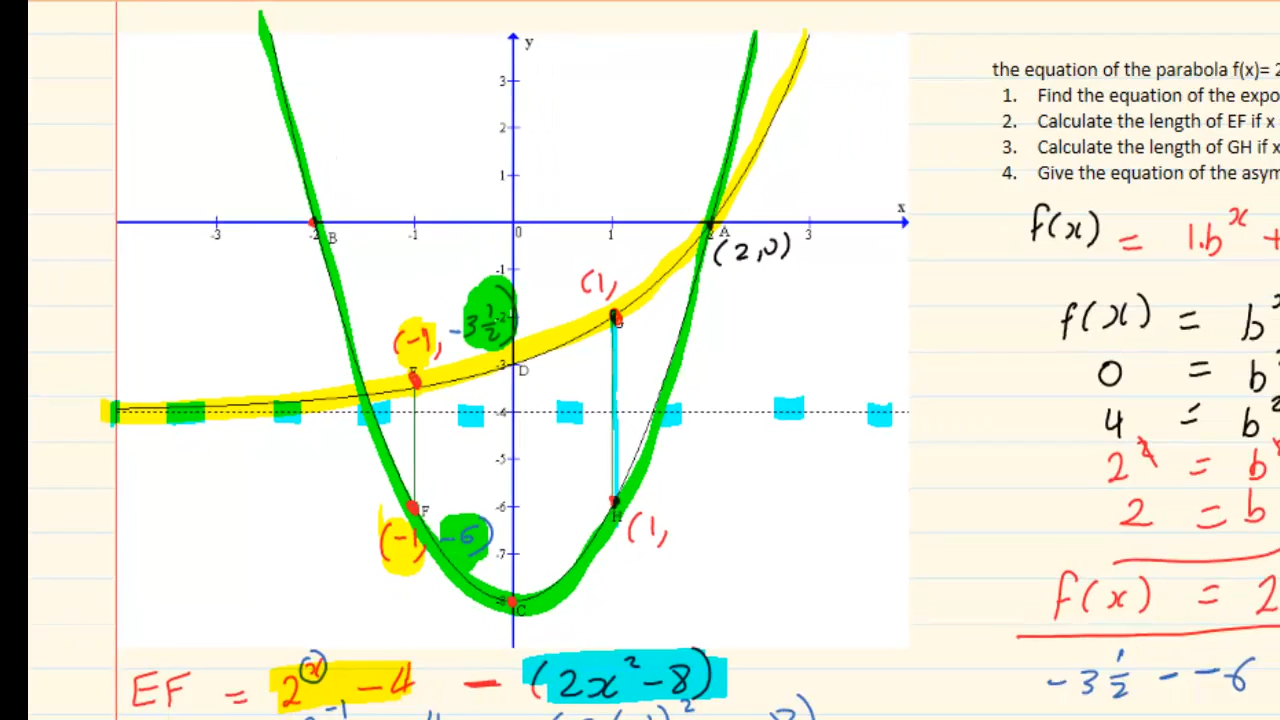 y
3
2
1
x
-3
-2
B
-1
0
1
2
A
3
(2,0)
-1
(1,
-2
G
(-1, -3 1/2)
E
-3
D
-4
-5
-6
F
H
(1,
(-1, -6)
-7
-8
C
EF = 2^x - 4 - (2x² - 8)
the equation of the parabola f(x)= 2
1. Find the equation of the expo
2. Calculate the length of EF if x
3. Calculate the length of GH if x
4. Give the equation of the asym
f(x) = 1.b^x +
f(x) = b^x
0 = b
4 = b²
2² = b
2 = b
f(x) = 2
-3 1/2 - -6